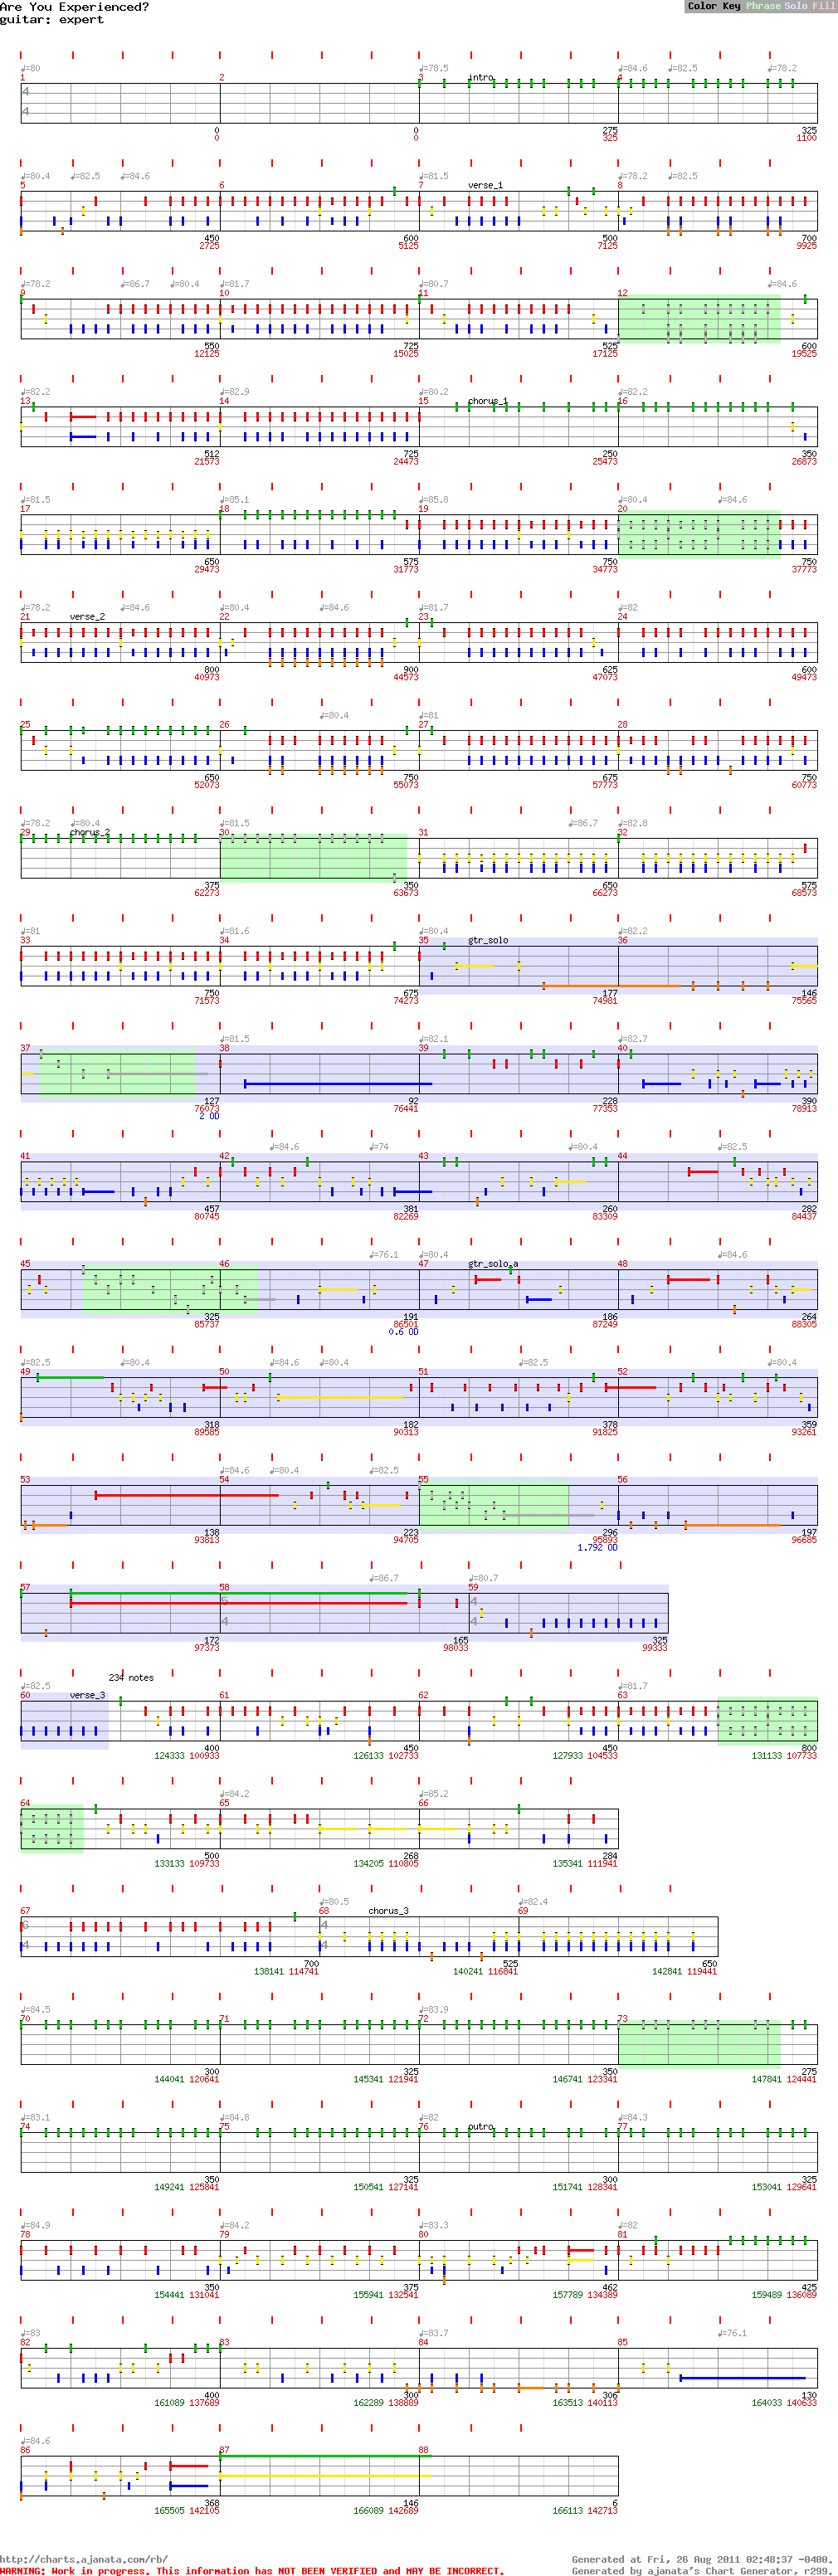 Are You Experienced?
guitar: expert
Color Key Phrase Solo Fill
♩=80 ♩=78.5 ♩=84.6 ♩=82.5 ♩=78.2
1 2 3 intro 4
4
4
0 0 275 325
0 0 325 1100
♩=80.4 ♩=82.5 ♩=84.6 ♩=81.5 ♩=78.2 ♩=82.5
5 6 7 verse_1 8
450 600 500 700
2725 5125 7125 9925
♩=78.2 ♩=86.7 ♩=80.4 ♩=81.7 ♩=80.7 ♩=84.6
9 10 11 12
550 725 525 600
12125 15025 17125 19525
♩=82.2 ♩=82.9 ♩=80.2 ♩=82.2
13 14 15 chorus_1 16
512 725 250 350
21573 24473 25473 26873
♩=81.5 ♩=85.1 ♩=85.8 ♩=80.4 ♩=84.6
17 18 19 20
650 575 750 750
29473 31773 34773 37773
♩=78.2 ♩=84.6 ♩=80.4 ♩=84.6 ♩=81.7 ♩=82
21 verse_2 22 23 24
800 900 625 600
40973 44573 47073 49473
♩=80.4 ♩=81
25 26 27 28
650 750 675 750
52073 55073 57773 60773
♩=78.2 ♩=80.4 ♩=81.5 ♩=86.7 ♩=82.8
29 chorus_2 30 31 32
375 350 650 575
62273 63673 66273 68573
♩=81 ♩=81.6 ♩=80.4 ♩=82.2
33 34 35 gtr_solo 36
750 675 177 146
71573 74273 74981 75565
♩=81.5 ♩=82.1 ♩=82.7
37 38 39 40
127 92 228 390
76073 76441 77353 78913
2 OD
♩=84.6 ♩=74 ♩=80.4 ♩=82.5
41 42 43 44
457 381 260 282
80745 82269 83309 84437
♩=76.1 ♩=80.4 ♩=84.6
45 46 47 gtr_solo_a 48
325 191 186 264
85737 86501 87249 88305
0.6 OD
♩=82.5 ♩=80.4 ♩=84.6 ♩=80.4 ♩=82.5 ♩=80.4
49 50 51 52
318 182 378 359
89585 90313 91825 93261
♩=84.6 ♩=80.4 ♩=82.5
53 54 55 56
138 223 296 197
93813 94705 95893 96685
1.792 OD
♩=86.7 ♩=80.7
57 58 59
5 4
4 4
172 165 325
97373 98033 99333
234 notes
♩=82.5 ♩=81.7
60 verse_3 61 62 63
400 450 450 800
124333 100933 126133 102733 127933 104533 131133 107733
♩=84.2 ♩=85.2
64 65 66
500 268 284
133133 109733 134205 110805 135341 111941
♩=80.5 ♩=82.4
67 68 chorus_3 69
6 4
4 4
700 525 650
138141 114741 140241 116841 142841 119441
♩=84.5 ♩=83.9
70 71 72 73
300 325 350 275
144041 120641 145341 121941 146741 123341 147841 124441
♩=83.1 ♩=84.8 ♩=82 ♩=84.3
74 75 76 outro 77
350 325 300 325
149241 125841 150541 127141 151741 128341 153041 129641
♩=84.9 ♩=84.2 ♩=83.3 ♩=82
78 79 80 81
350 375 462 425
154441 131041 155941 132541 157789 134389 159489 136089
♩=83 ♩=83.7 ♩=76.1
82 83 84 85
400 300 306 130
161089 137689 162289 138889 163513 140113 164033 140633
♩=84.6
86 87 88
368 146 6
165505 142105 166089 142689 166113 142713
http://charts.ajanata.com/rb/
Generated at Fri, 26 Aug 2011 02:48:37 -0400.
WARNING: Work in progress. This information has NOT BEEN VERIFIED and MAY BE INCORRECT.
Generated by ajanata's Chart Generator, r299.